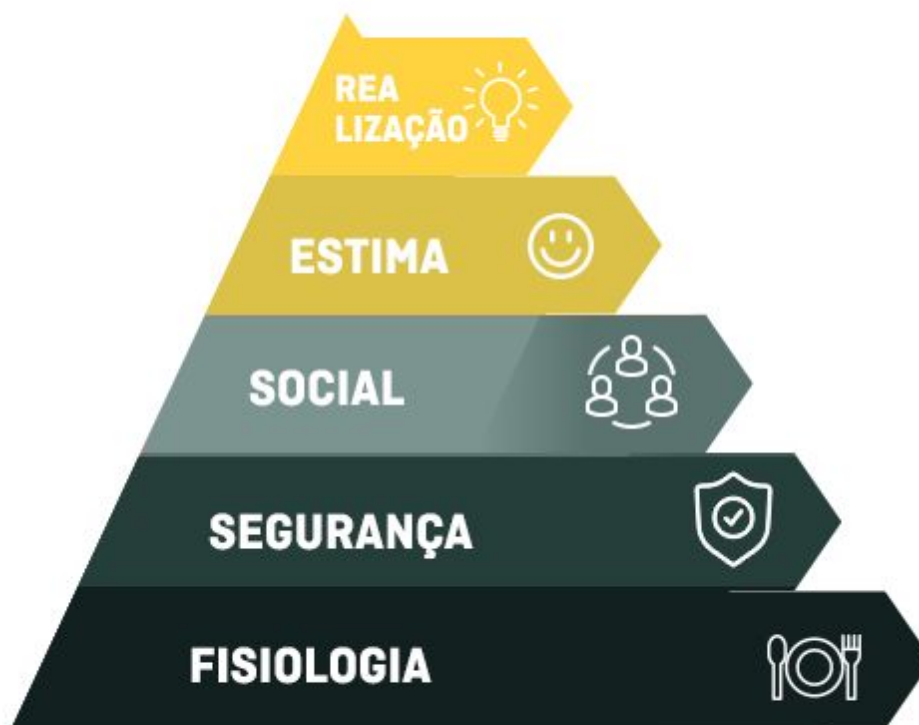 REA
LIZAÇÃO
ESTIMA
SOCIAL
SEGURANÇA
FISIOLOGIA